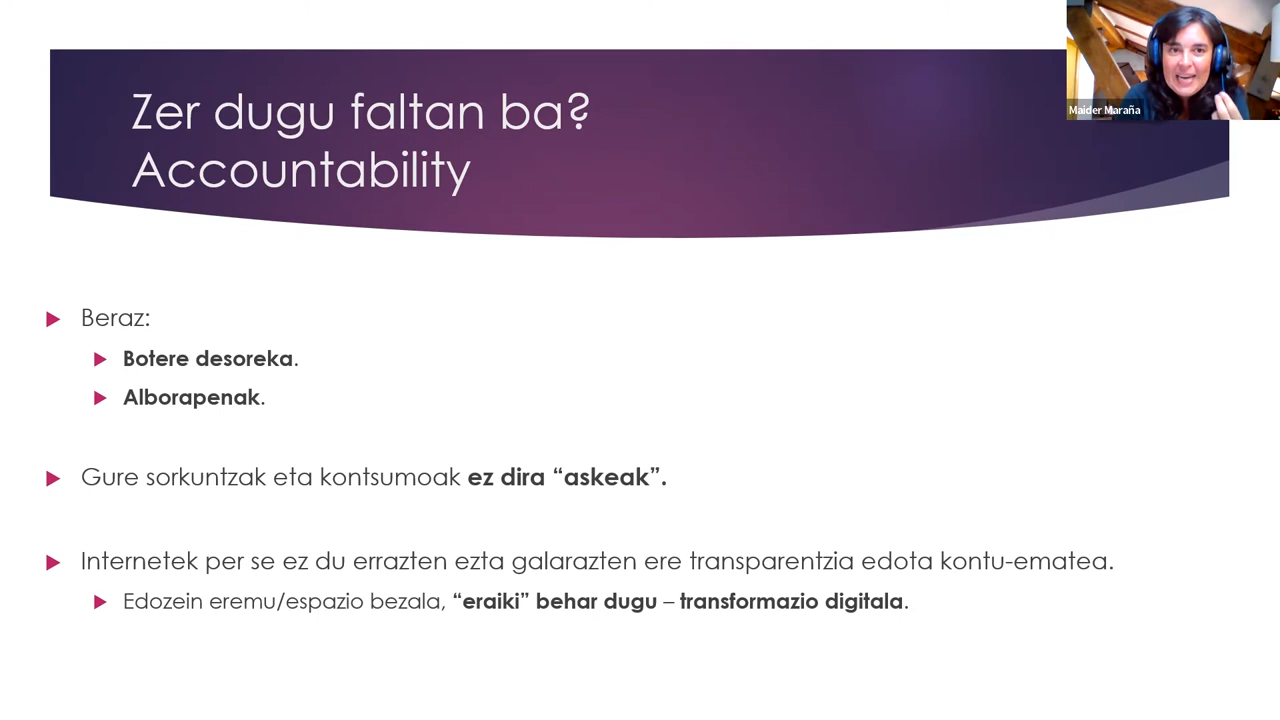 Zer dugu faltan ba?
Accountability
Maider Maraña
Beraz:
Botere desoreka.
Alborapenak.
Gure sorkuntzak eta kontsumoak ez dira “askeak”.
Internetek per se ez du errazten ezta galarazten ere transparentzia edota kontu-ematea.
Edozein eremu/espazio bezala, “eraiki” behar dugu – transformazio digitala.